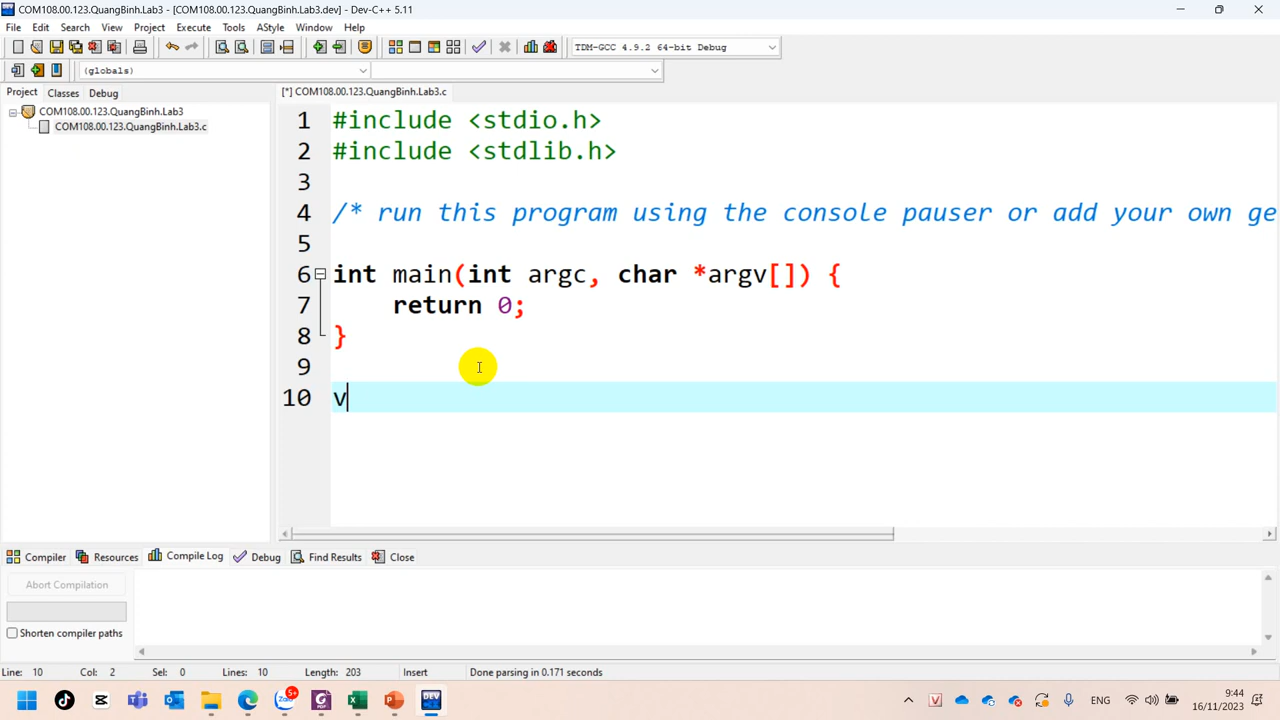 COM108.00.123.QuangBinh.Lab3 - [COM108.00.123.QuangBinh.Lab3.dev] - Dev-C++ 5.11
File Edit Search View Project Execute Tools AStyle Window Help
TDM-GCC 4.9.2 64-bit Debug
(globals)
Project Classes Debug
[*] COM108.00.123.QuangBinh.Lab3.c
COM108.00.123.QuangBinh.Lab3
COM108.00.123.QuangBinh.Lab3.c
1 #include <stdio.h>
2 #include <stdlib.h>
3
4 /* run this program using the console pauser or add your own ge
5
6 int main(int argc, char *argv[]) {
7 return 0;
8 }
9
10 v
Compiler Resources Compile Log Debug Find Results Close
Abort Compilation
Shorten compiler paths
Line: 10 Col: 2 Sel: 0 Lines: 10 Length: 203 Insert Done parsing in 0.171 seconds
5+
Zalo
PDF
DEV
V
ENG
9:44
16/11/2023